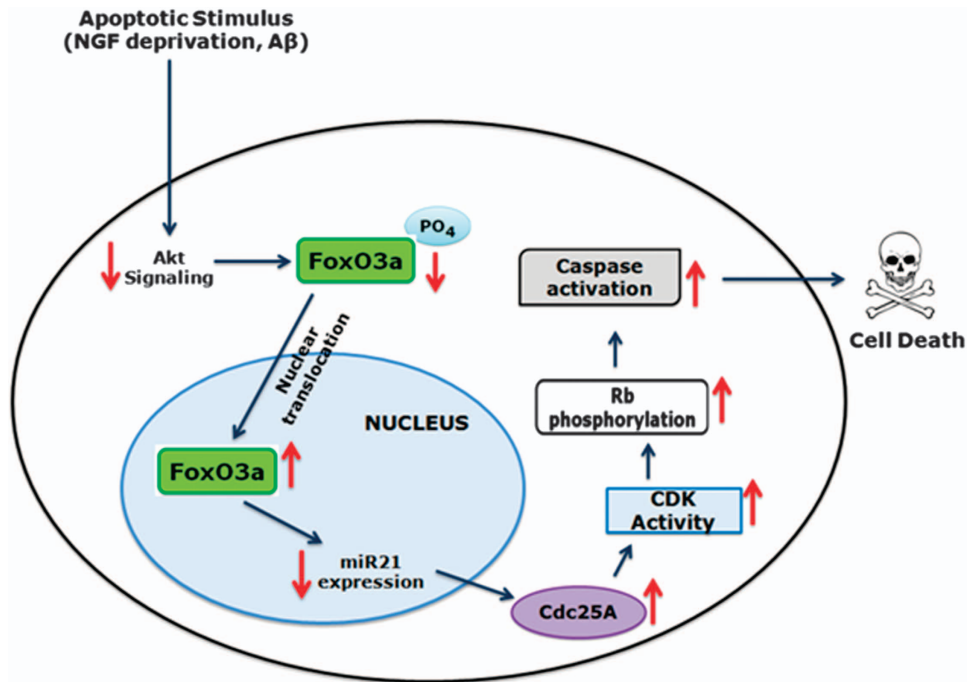 Apoptotic Stimulus
(NGF deprivation, Aβ)
Akt
Signaling
FoxO3a
PO4
Nuclear
translocation
NUCLEUS
FoxO3a
miR21
expression
Cdc25A
CDK
Activity
Rb
phosphorylation
Caspase
activation
Cell Death